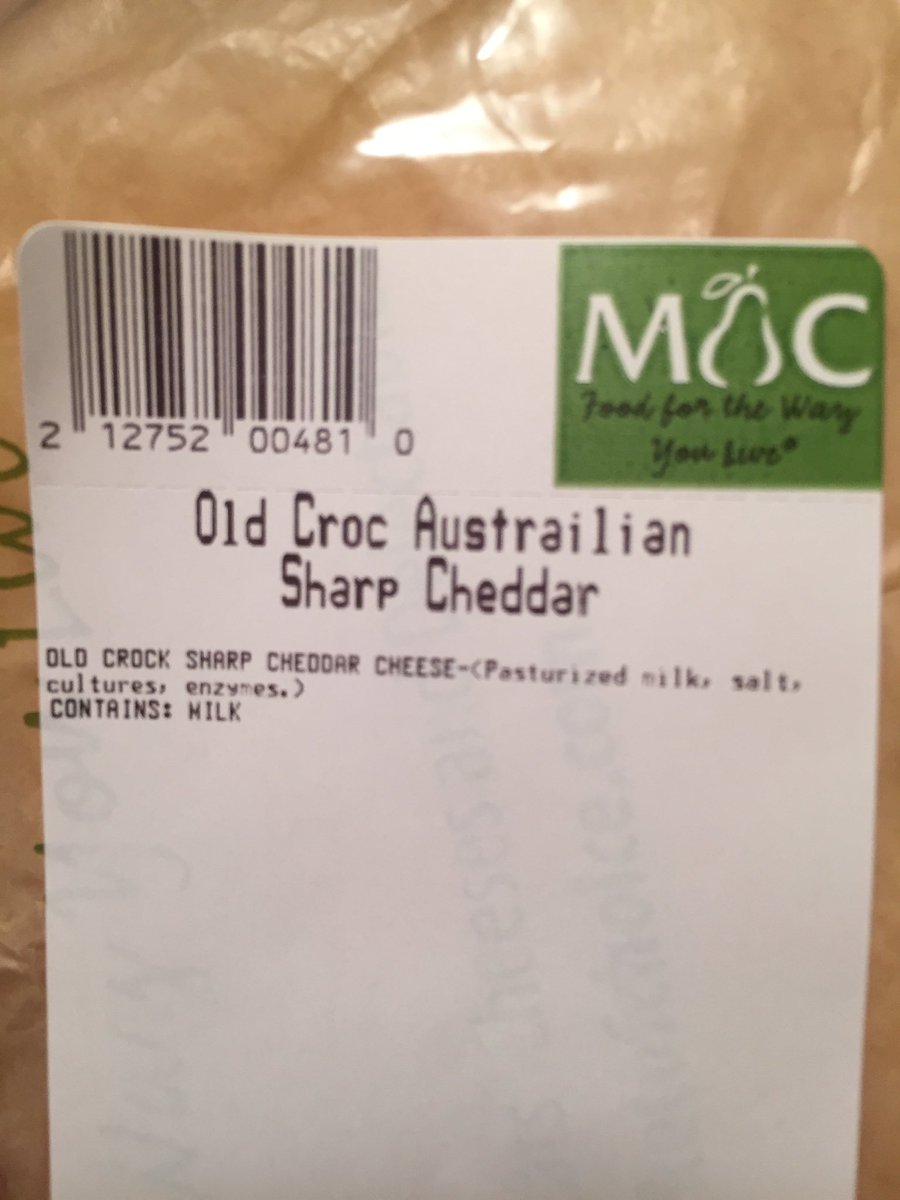 2 12752 00481 0
MOC
Food for the Way
You Live®
Old Croc Austrailian
Sharp Cheddar
OLD CROCK SHARP CHEDDAR CHEESE-(Pasturized milk, salt,
cultures, enzymes.)
CONTAINS: MILK